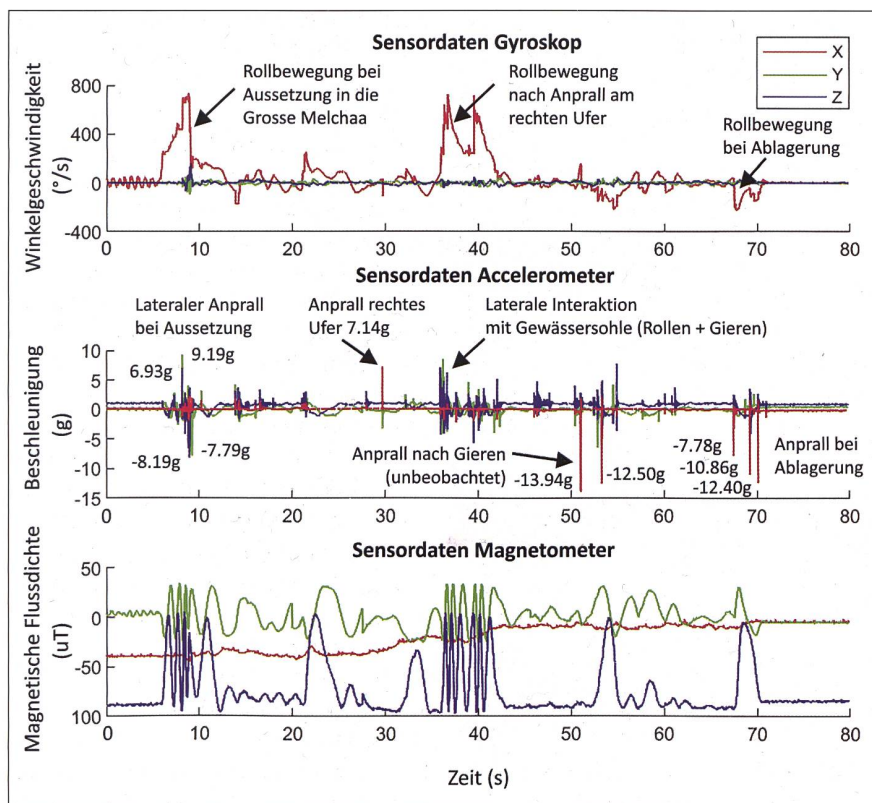 Sensordaten Gyroskop
X
Y
Z
Rollbewegung bei
Aussetzung in die
Grosse Melchaa
Rollbewegung
nach Anprall am
rechten Ufer
Rollbewegung
bei Ablagerung
Winkelgeschwindigkeit
(°/s)
800
400
0
-400
0 10 20 30 40 50 60 70 80
Sensordaten Accelerometer
Lateraler Anprall
bei Aussetzung
Anprall rechtes
Ufer 7.14g
Laterale Interaktion
mit Gewässersohle (Rollen + Gieren)
Beschleunigung
(g)
10
5
0
-5
-10
-15
6.93g
9.19g
-8.19g
-7.79g
Anprall nach Gieren
(unbeobachtet)
-13.94g
-12.50g
-7.78g
-10.86g
-12.40g
Anprall bei
Ablagerung
0 10 20 30 40 50 60 70 80
Sensordaten Magnetometer
Magnetische Flussdichte
(uT)
50
0
-50
100
0 10 20 30 40 50 60 70 80
Zeit (s)